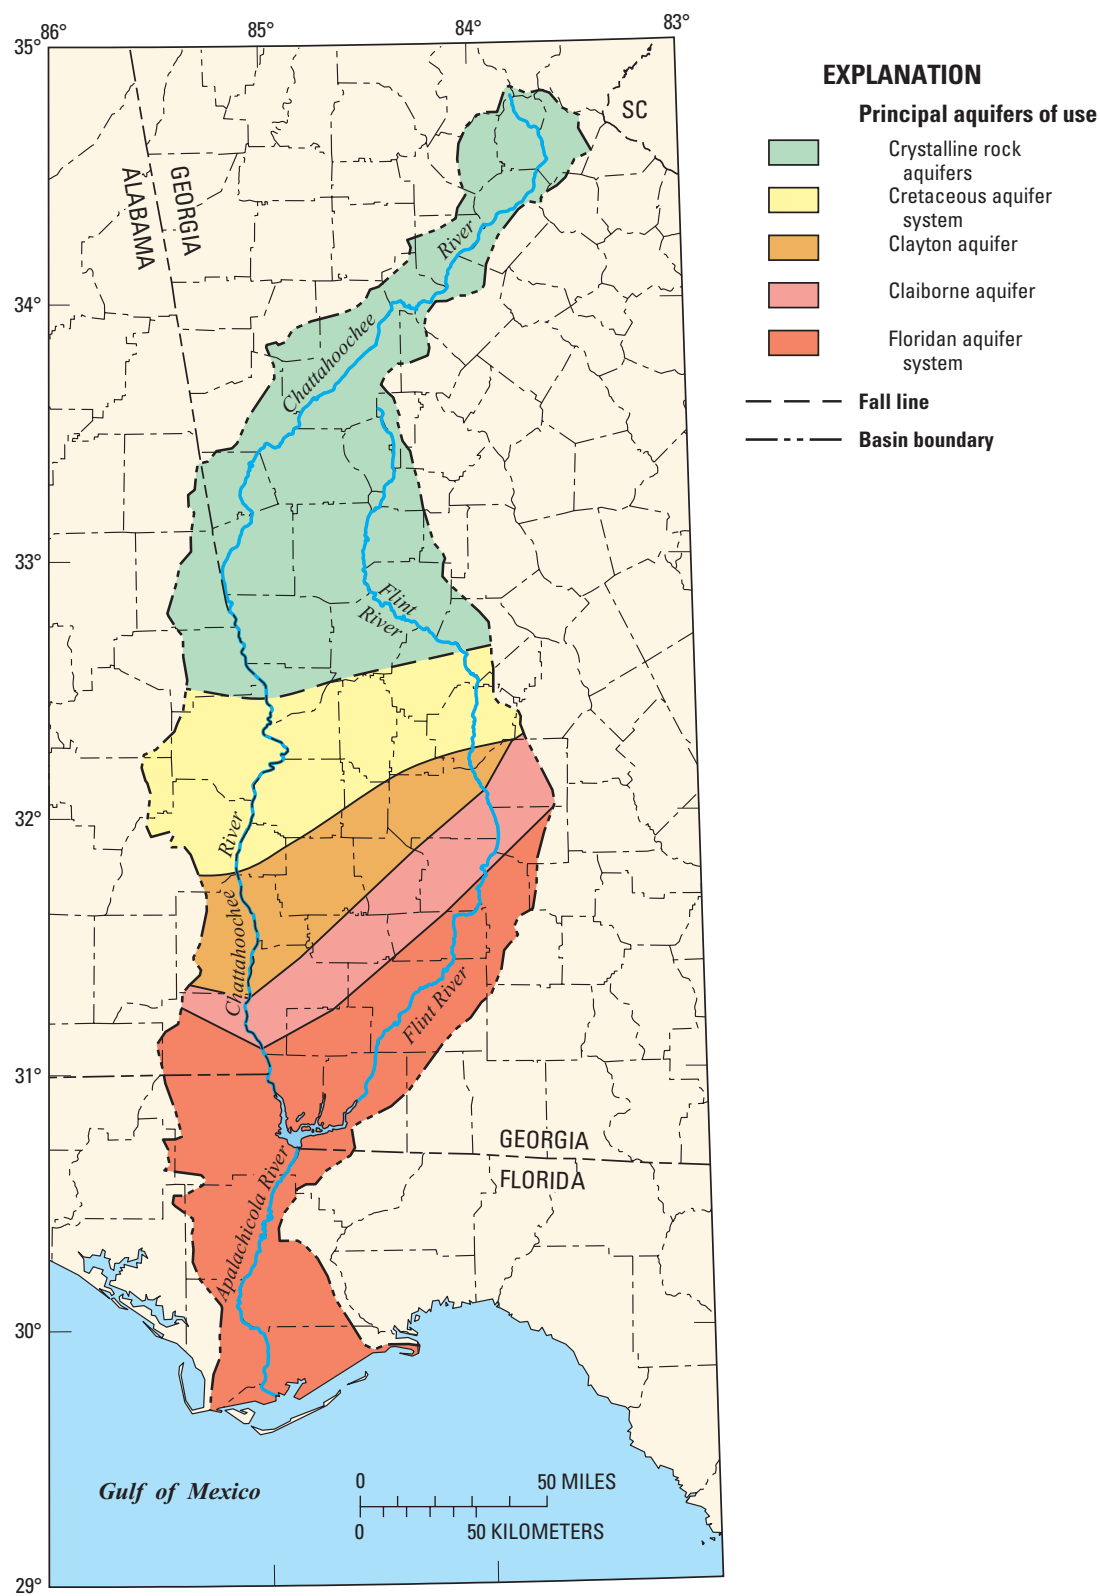 86°
85°
84°
83°
35°
34°
33°
32°
31°
30°
29°
SC
GEORGIA
ALABAMA
River
Chattahoochee
Flint
River
River
Chattahoochee
Flint River
GEORGIA
FLORIDA
Apalachicola River
Gulf of Mexico
0 50 MILES
0 50 KILOMETERS
EXPLANATION
Principal aquifers of use
Crystalline rock
aquifers
Cretaceous aquifer
system
Clayton aquifer
Claiborne aquifer
Floridan aquifer
system
Fall line
Basin boundary